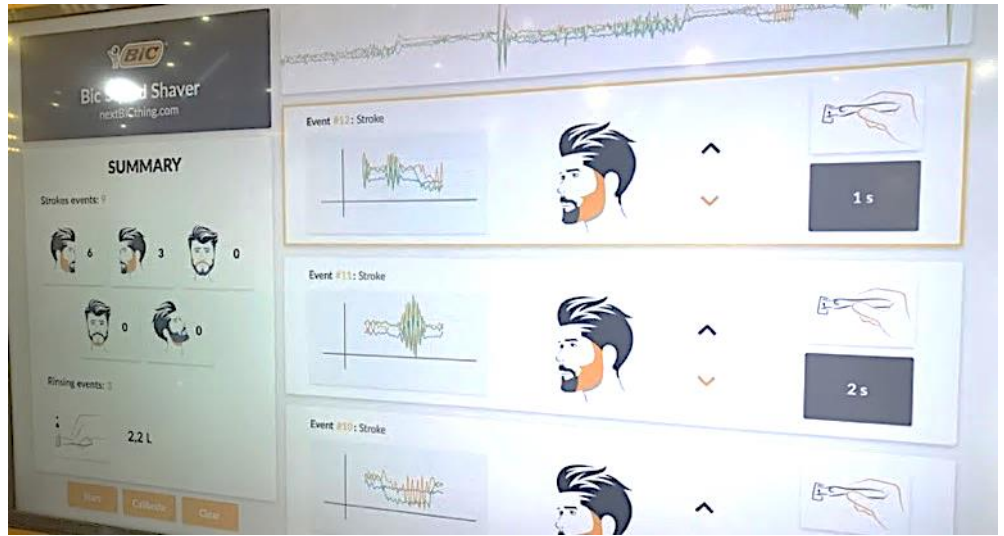 BiC
Bic Shaver
nextBICthing.com
SUMMARY
Strokes events: 9
6
3
0
0
0
Rinsing events:
2,2 L
Start
Calibrate
Clear
Event #12: Stroke
1 s
Event #11: Stroke
2 s
Event #10: Stroke